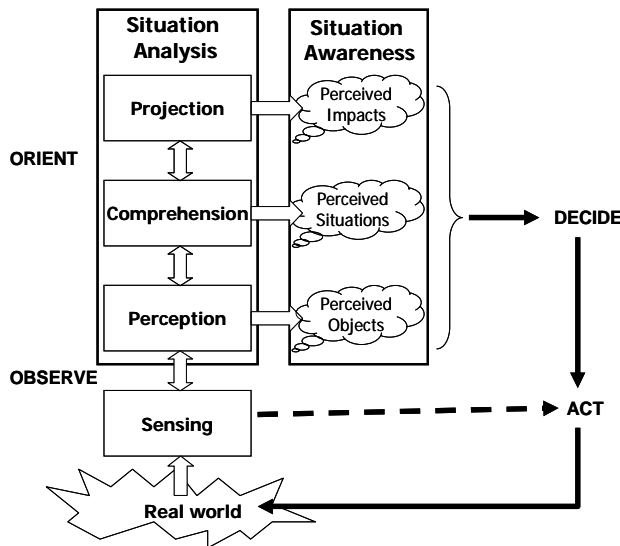 Situation
Analysis
Situation
Awareness
Projection
Perceived
Impacts
ORIENT
Comprehension
Perceived
Situations
DECIDE
Perception
Perceived
Objects
OBSERVE
Sensing
ACT
Real world